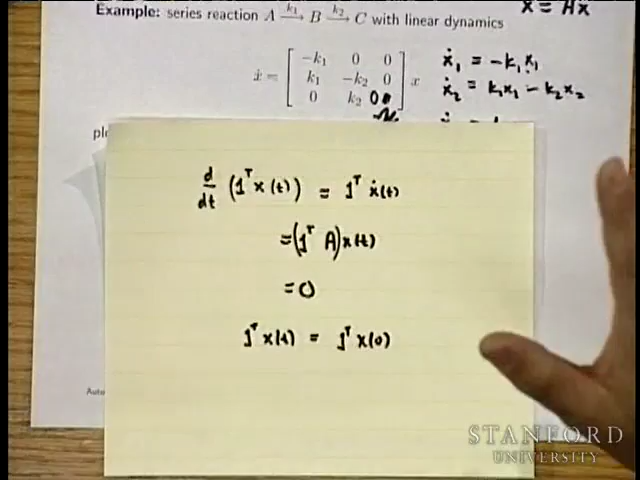 Example: series reaction A —k₁→ B —k₂→ C with linear dynamics
ẋ = Ax
ẋ = [ −k₁ 0 0 ; k₁ −k₂ 0 ; 0 k₂ 0 ] x
ẋ₁ = −k₁x₁
ẋ₂ = k₁x₁ − k₂x₂
d/dt (1ᵀx(t)) = 1ᵀẋ(t)
= (1ᵀA)x(t)
= 0
1ᵀx(t) = 1ᵀx(0)
STANFORD
UNIVERSITY